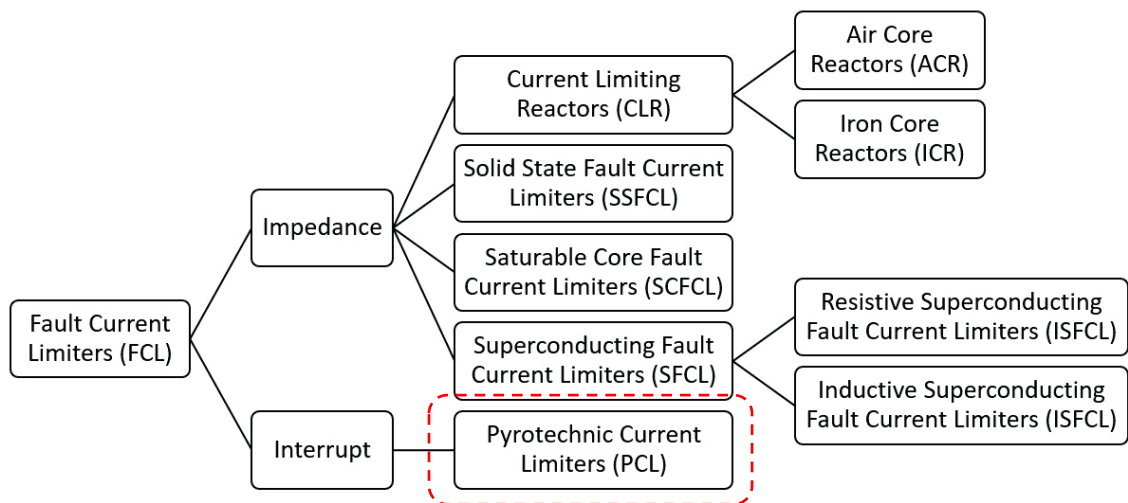 Air Core
Reactors (ACR)
Current Limiting
Reactors (CLR)
Iron Core
Reactors (ICR)
Solid State Fault Current
Limiters (SSFCL)
Impedance
Saturable Core Fault
Current Limiters (SCFCL)
Fault Current
Limiters (FCL)
Resistive Superconducting
Fault Current Limiters (ISFCL)
Superconducting Fault
Current Limiters (SFCL)
Inductive Superconducting
Fault Current Limiters (ISFCL)
Interrupt
Pyrotechnic Current
Limiters (PCL)